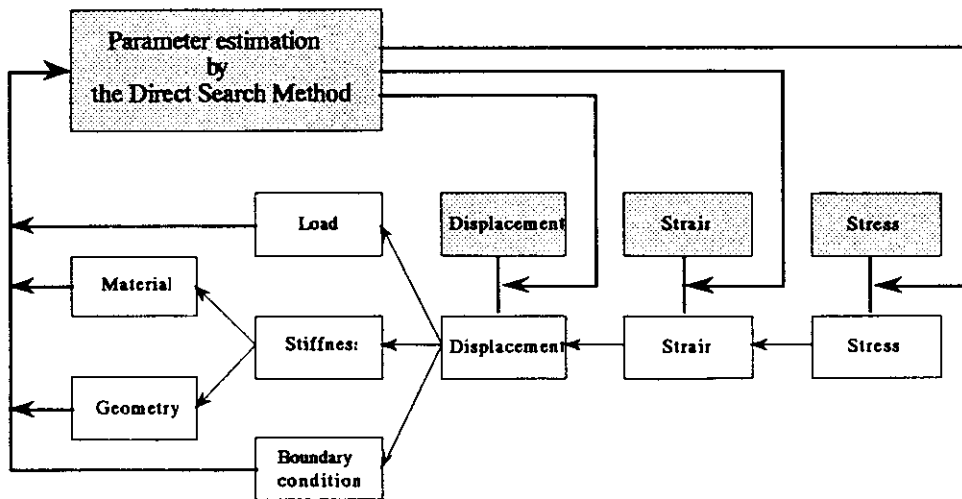 Parameter estimation
by
the Direct Search Method
Load
Displacement
Strair
Stress
Material
Stiffnes:
Displacement
Strair
Stress
Geometry
Boundary
condition